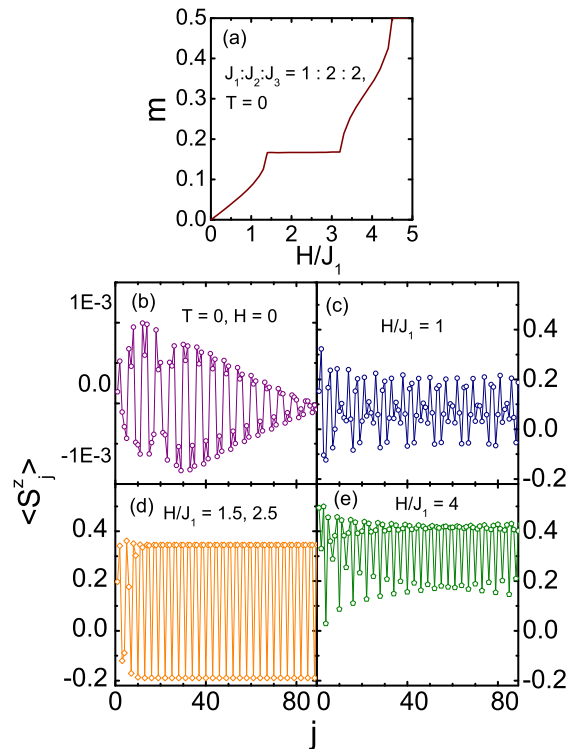 0.5
(a)
0.4
J₁:J₂:J₃ = 1 : 2 : 2,
0.3
T = 0
m
0.2
0.1
0.0
0 1 2 3 4 5
H/J₁
1E-3
(b)
T = 0, H = 0
0.0
-1E-3
(c)
H/J₁ = 1
0.4
0.2
0.0
-0.2
<Sᶻⱼ>
(d)
H/J₁ = 1.5, 2.5
0.4
0.2
0.0
-0.2
(e)
H/J₁ = 4
0.4
0.2
0.0
-0.2
0 40 80
0 40 80
j